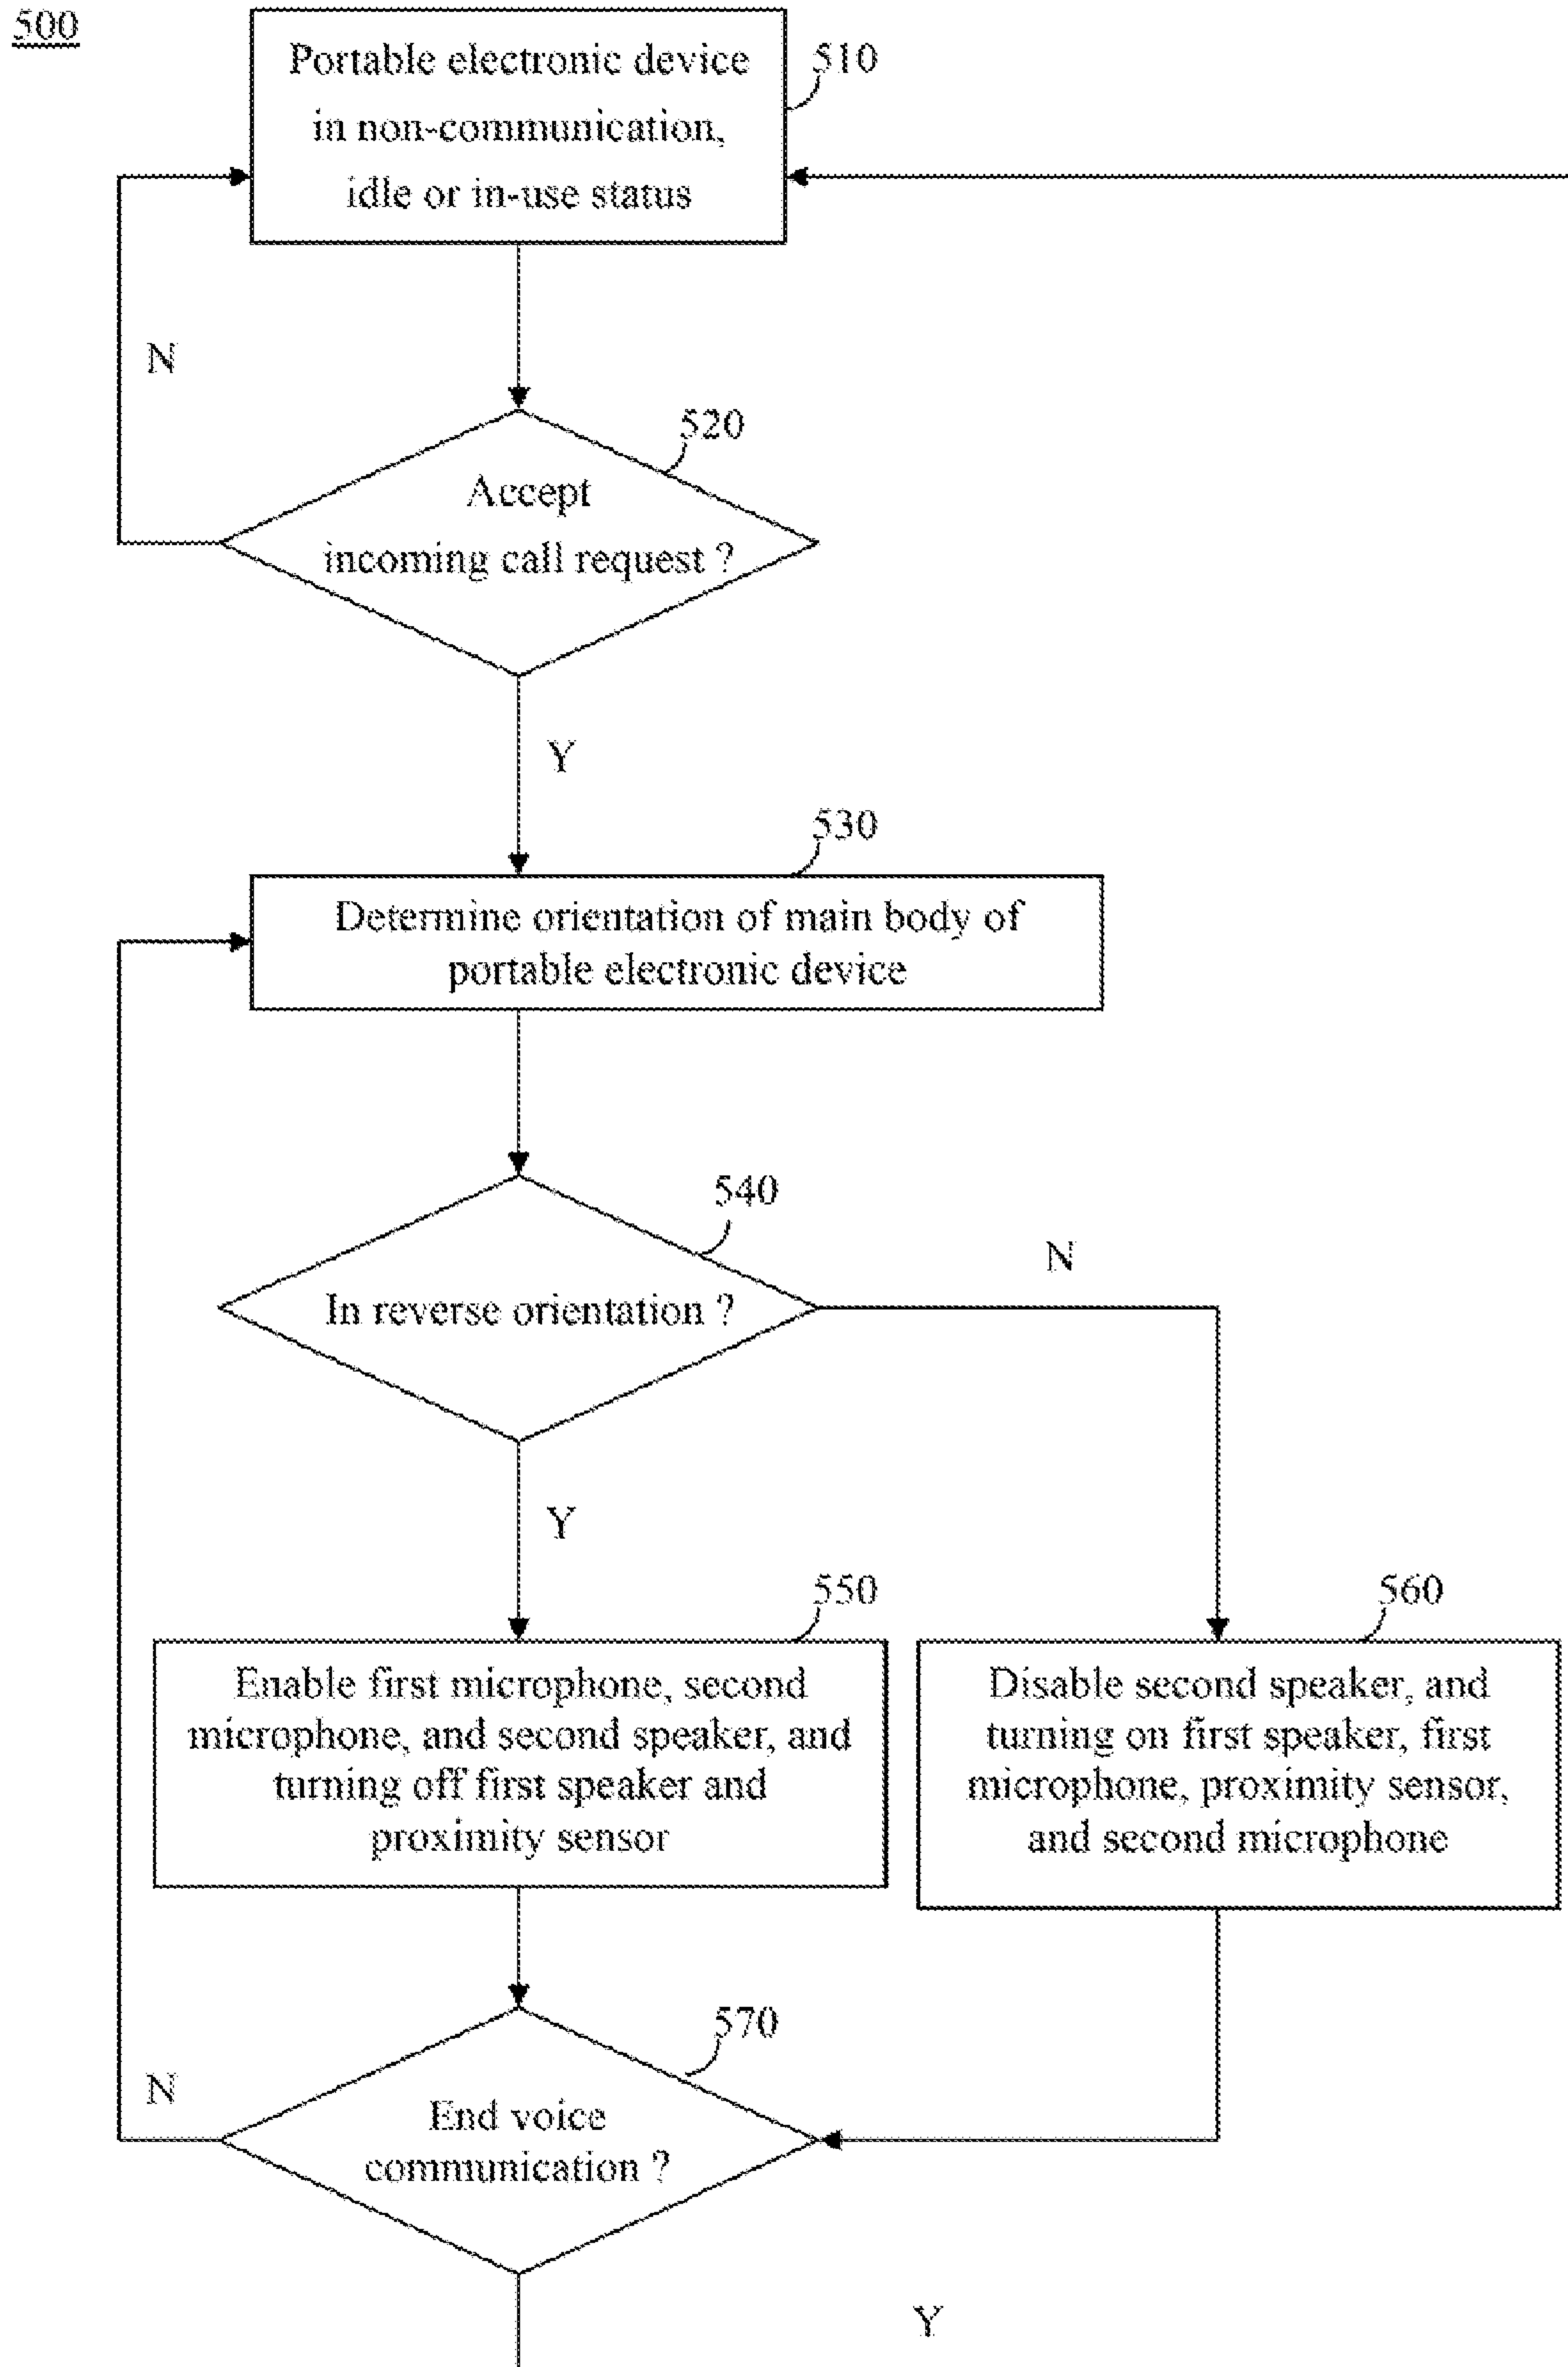 500
Portable electronic device
in non-communication,
idle or in-use status
510
N
520
Accept
incoming call request ?
Y
530
Determine orientation of main body of
portable electronic device
540
In reverse orientation ?
N
Y
550
Enable first microphone, second
microphone, and second speaker, and
turning off first speaker and
proximity sensor
560
Disable second speaker, and
turning on first speaker, first
microphone, proximity sensor,
and second microphone
570
N
End voice
communication ?
Y